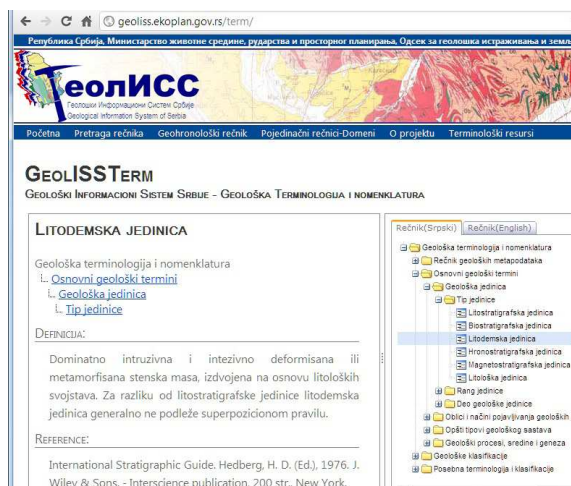 geoliss.ekoplan.gov.rs/term/
Република Србија, Министарство животне средине, рударства и просторног планирања, Одсек за геолошка истраживања и
ГеолИСС
Геолошки Информациони Систем Србије
Geological Information System of Serbia
Početna Pretraga rečnika Geohronološki rečnik Pojedinačni rečnici-Domeni O projektu Terminološki resursi
GeolISSTerm
Geološki Informacioni Sistem Srbije - Geološka Terminologija i nomenklatura
Litodemska jedinica
Geološka terminologija i nomenklatura
Osnovni geološki termini
Geološka jedinica
Tip jedinice
Definicija:
Dominatno intruzivna i intezivno deformisana ili
metamorfisana stenska masa, izdvojena na osnovu litoloških
svojstava. Za razliku od litostratigrafske jedinice litodemska
jedinica generalno ne podleže superpozicionom pravilu.
Reference:
International Stratigraphic Guide. Hedberg, H. D. (Ed.), 1976. J.
Wiley & Sons. - Interscience publication. 200 str., New York.
Rečnik(Srpski) Rečnik(English)
Geološka terminologija i nomenklatura
Rečnik geoloških metapodataka
Osnovni geološki termini
Geološka jedinica
Tip jedinice
Litostratigrafska jedinica
Biostratigrafska jedinica
Litodemska jedinica
Hronostratigrafska jedinica
Magnetostratigrafska jedinica
Litološka jedinica
Rang jedinice
Deo geološke jedinice
Oblici i načini pojavljivanja geoloških
Opšti tipovi geološkog sastava
Geološki procesi, sredine i geneza
Geološke klasifikacije
Posebna terminologija i klasifikacije